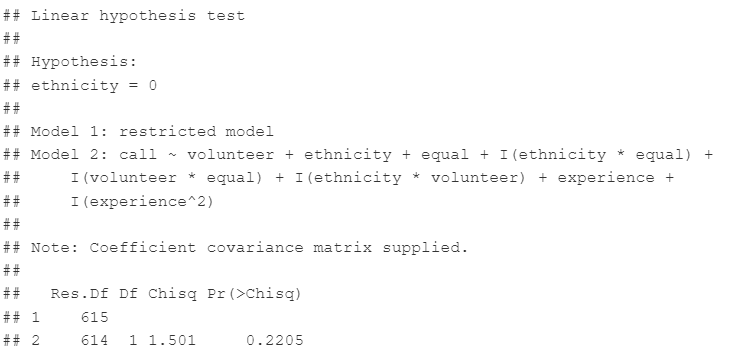 ## Linear hypothesis test
##
## Hypothesis:
## ethnicity = 0
##
## Model 1: restricted model
## Model 2: call ~ volunteer + ethnicity + equal + I(ethnicity * equal) +
##     I(volunteer * equal) + I(ethnicity * volunteer) + experience +
##     I(experience^2)
##
## Note: Coefficient covariance matrix supplied.
##
##   Res.Df Df Chisq Pr(>Chisq)
## 1    615
## 2    614  1 1.501     0.2205